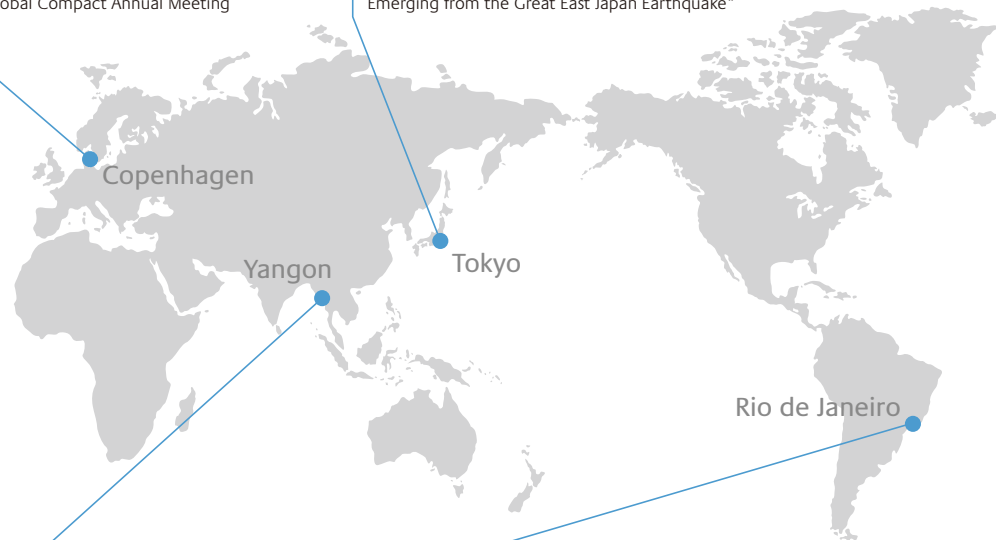 obal Compact Annual Meeting
Emerging from the Great East Japan Earthquake"
Copenhagen
Tokyo
Yangon
Rio de Janeiro